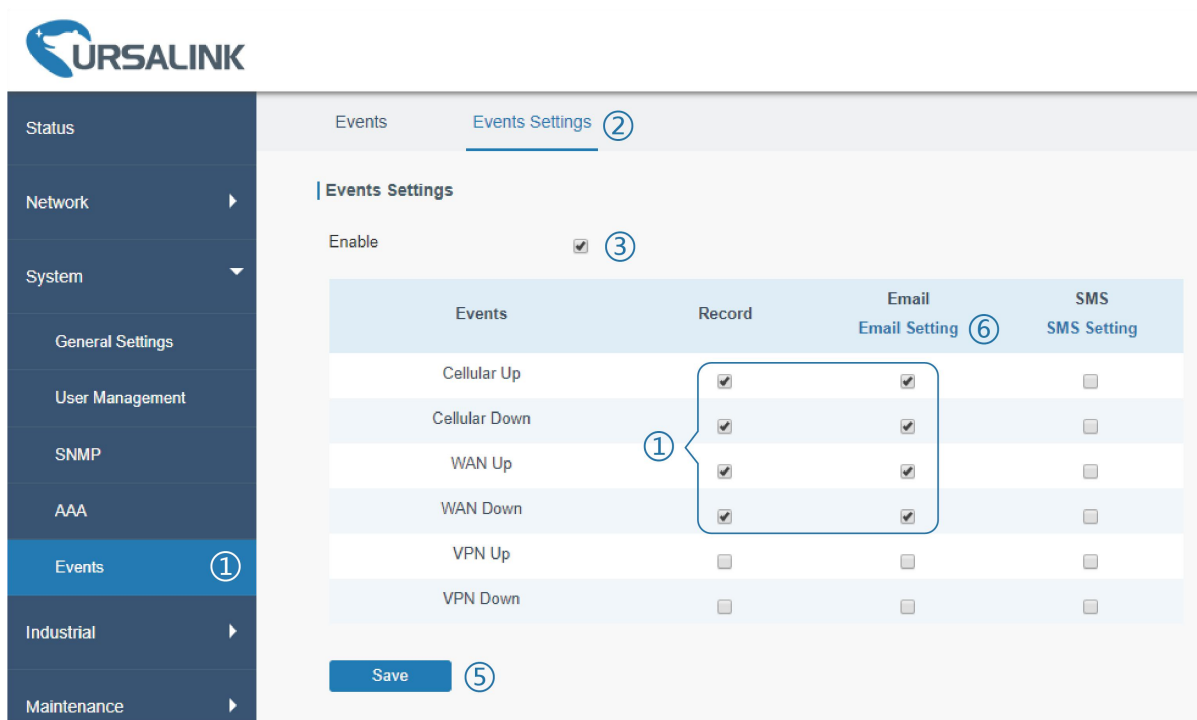 URSALINK
Status
Network
System
General Settings
User Management
SNMP
AAA
Events ①
Industrial
Maintenance
Events Events Settings ②
Events Settings
Enable ③
Events Record Email SMS
Email Setting ⑥ SMS Setting
Cellular Up
Cellular Down
①
WAN Up
WAN Down
VPN Up
VPN Down
Save ⑤